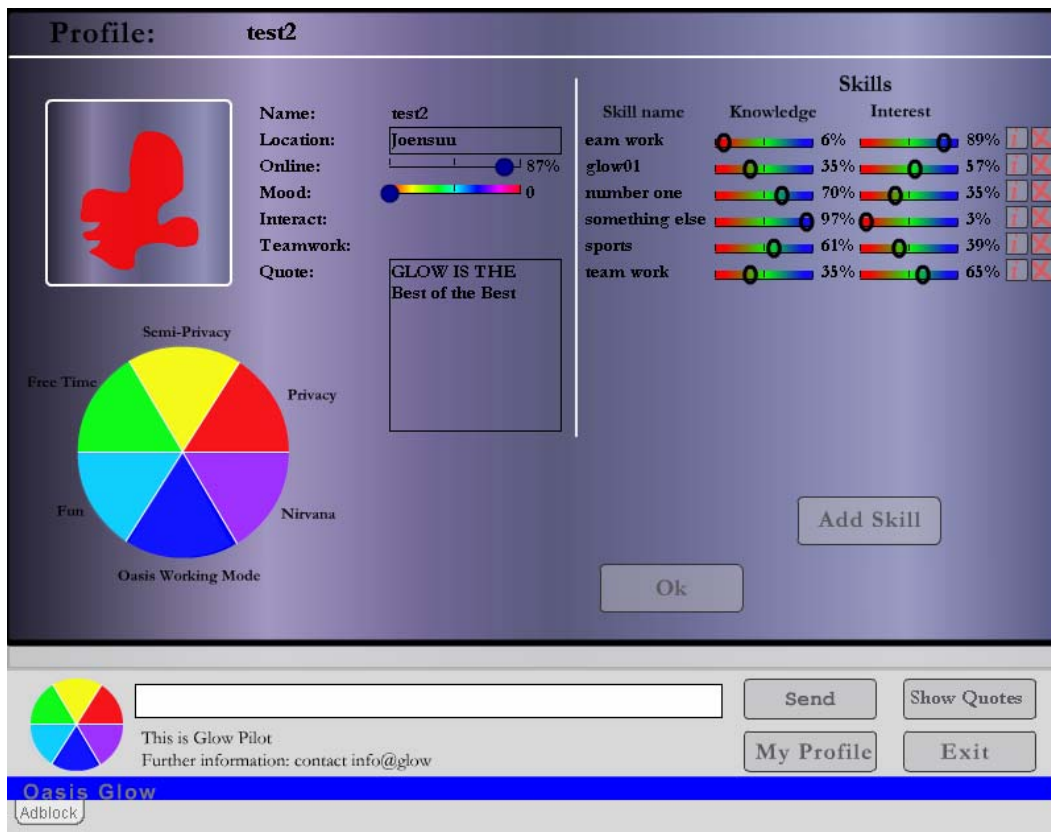 Profile: test2
Name: test2
Location: Joensuu
Online: 87%
Mood: 0
Interact:
Teamwork:
Quote: GLOW IS THE
Best of the Best
Skills
Skill name Knowledge Interest
eam work 6% 89% i X
glow01 35% 57% i X
number one 70% 35% i X
something else 97% 3% i X
sports 61% 39% i X
team work 35% 65% i X
Semi-Privacy
Free Time
Privacy
Fun
Nirvana
Oasis Working Mode
Add Skill
Ok
Send
Show Quotes
This is Glow Pilot
Further information: contact info@glow
My Profile
Exit
Oasis Glow
Adblock